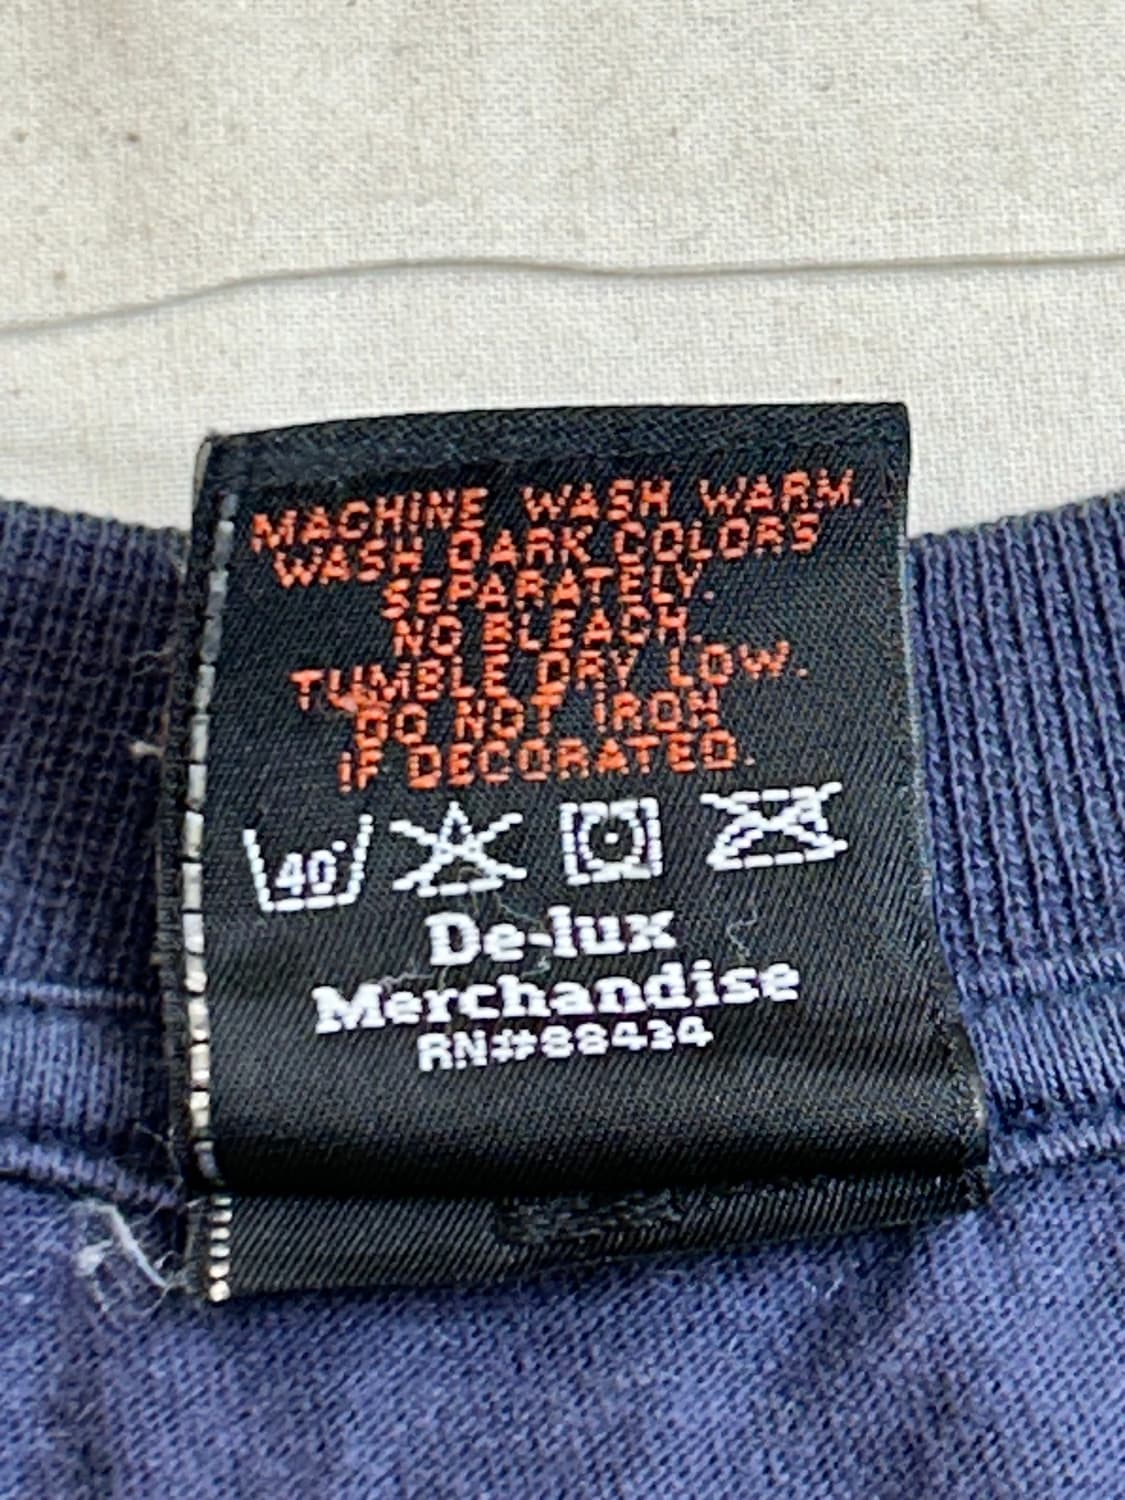 MACHINE WASH WARM.
WASH DARK COLORS
SEPARATELY.
NO BLEACH.
TUMBLE DRY LOW.
DO NOT IRON
IF DECORATED.
40°
De-lux
Merchandise
RN#88434